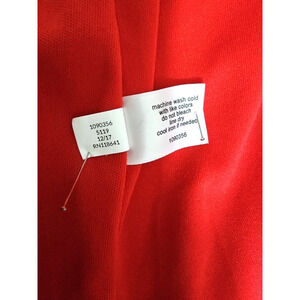 1090356
5119
12/17
RN118641
machine wash cold
with like colors
do not bleach
line dry
cool iron if needed
1090356